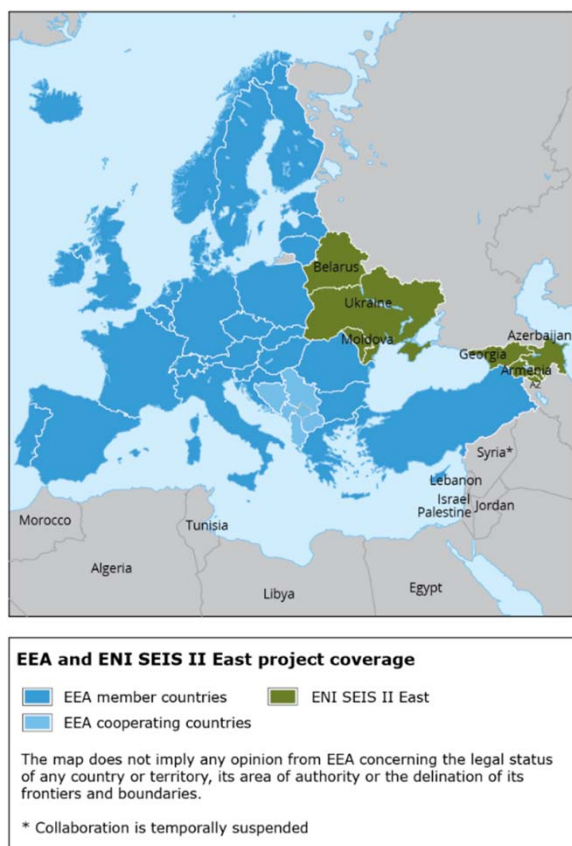 Belarus
Ukraine
Moldova
Azerbaijan
Georgia
Armenia
AZ
Syria*
Lebanon
Israel
Palestine
Jordan
Morocco
Tunisia
Algeria
Libya
Egypt
EEA and ENI SEIS II East project coverage
EEA member countries
ENI SEIS II East
EEA cooperating countries
The map does not imply any opinion from EEA concerning the legal status
of any country or territory, its area of authority or the delination of its
frontiers and boundaries.
* Collaboration is temporally suspended